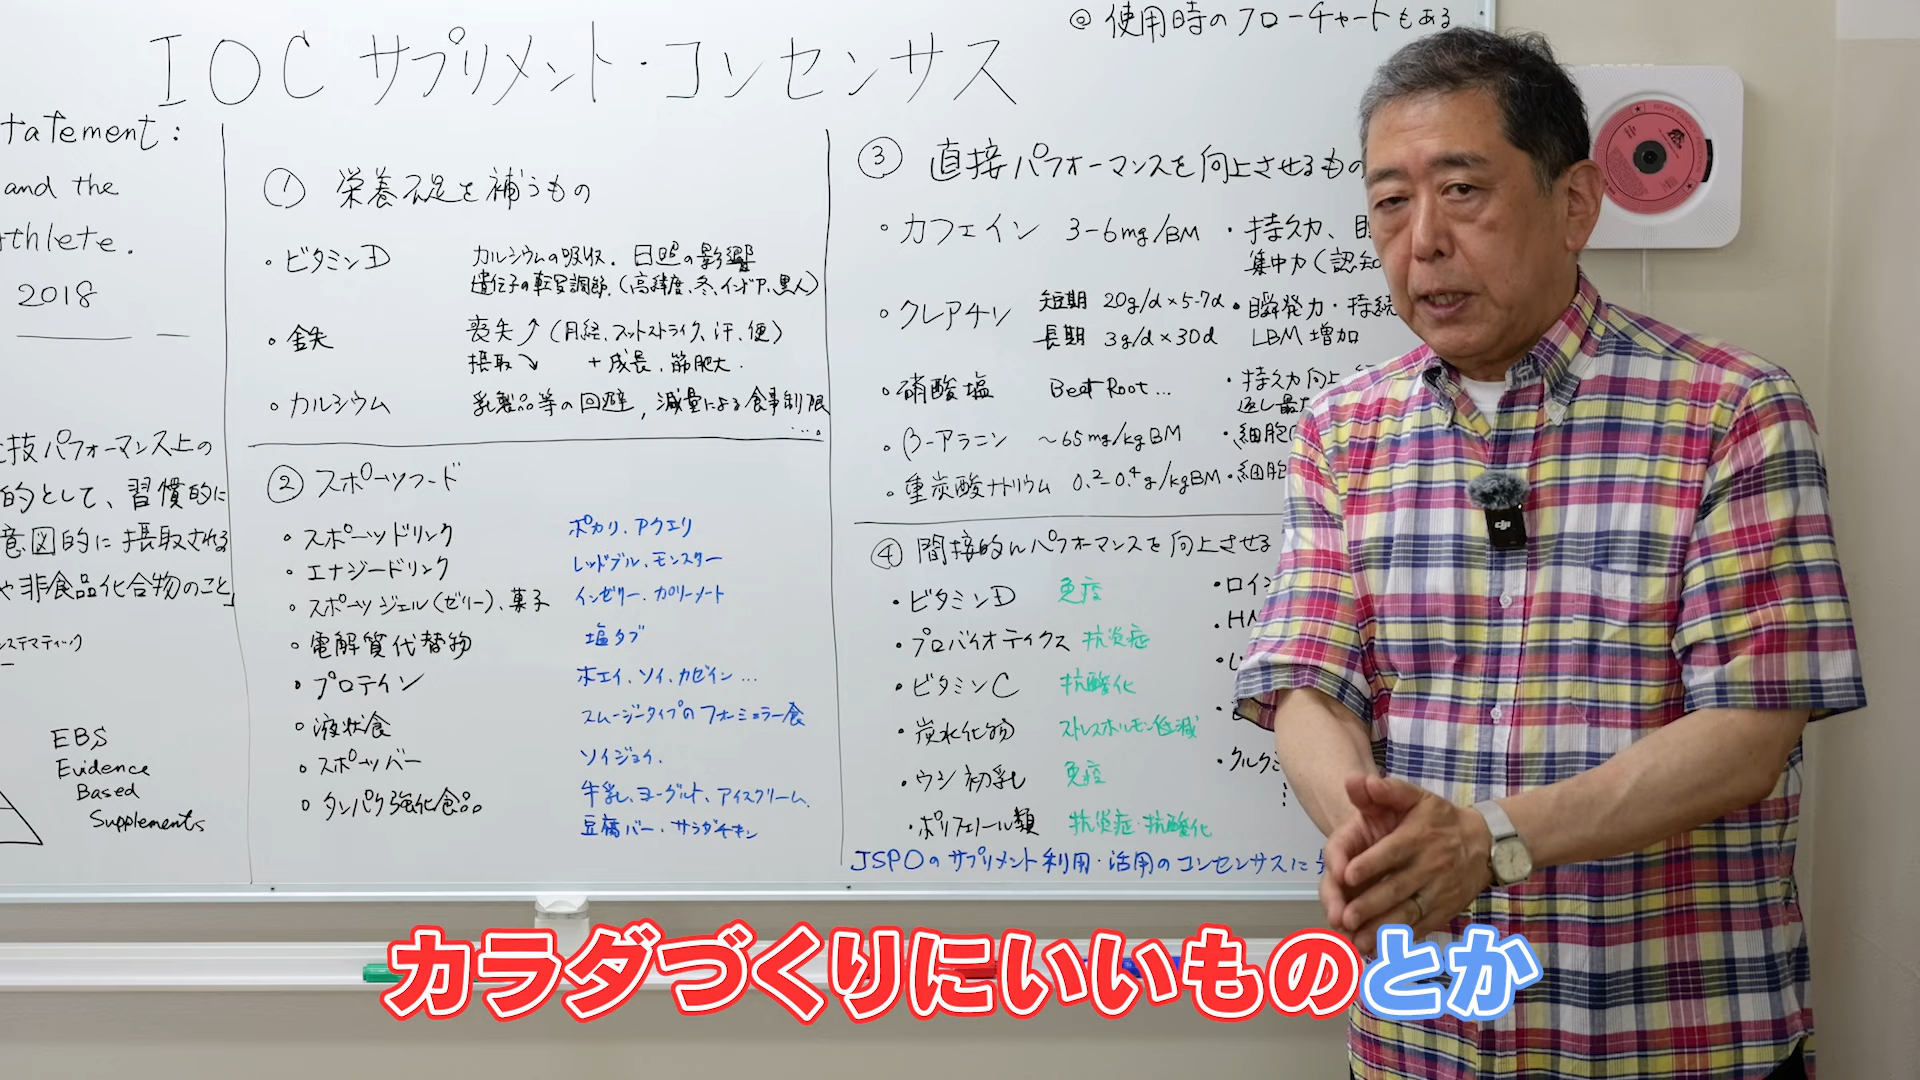 ◎ 使用時のフローチャートもある
IOC サプリメント・コンセンサス
tatement:
and the
thlete.
2018
技パフォーマンス上の
的として、習慣的に
意図的に摂取される
や非食品化合物のこと」
ステマティック
EBS
Evidence
Based
Supplements
① 栄養不足を補うもの
・ビタミンD カルシウムの吸収、日照の影響
遺伝子の転写調節、(高緯度、冬、インドア、黒人)
・鉄 喪失↗(月経、フットストライク、汗、便)
摂取↘ +成長、筋肥大.
・カルシウム 乳製品等の回避, 減量による食事制限
....。
② スポーツフード
・スポーツドリンク ポカリ、アクエリ
・エナジードリンク レッドブル、モンスター
・スポーツジェル(ゼリー)、菓子 インゼリー、カロリーメート
・電解質代替物 塩タブ
・プロテイン ホエイ、ソイ、カゼイン…
・液状食 スムージータイプのフォーミュラー食
・スポーツバー ソイジョイ、
・タンパク強化食品 牛乳、ヨーグルト、アイスクリーム、
豆腐バー・サラダチキン
③ 直接パフォーマンスを向上させるもの
・カフェイン 3-6mg/BM ・持久力、
集中力(認知
・クレアチン 短期 20g/d×5-7d ・瞬発力・持続
長期 3g/d×30d LBM増加
・硝酸塩 Beet Root… ・持久力向上
返し最大
・β-アラニン ~65mg/kgBM ・細胞
・重炭酸ナトリウム 0.2-0.4g/kgBM ・細胞
④ 間接的にパフォーマンスを向上させる
・ビタミンD 免疫 ・ロイシ
・プロバイオティクス 抗炎症 ・HM
・ビタミンC 抗酸化
・炭水化物 ストレスホルモン低減
・ウシ初乳 免疫 ・クルクミ
・ポリフェノール類 抗炎症・抗酸化
JSPOのサプリメント利用・活用のコンセンサスに
dji
カラダづくりにいいものとか